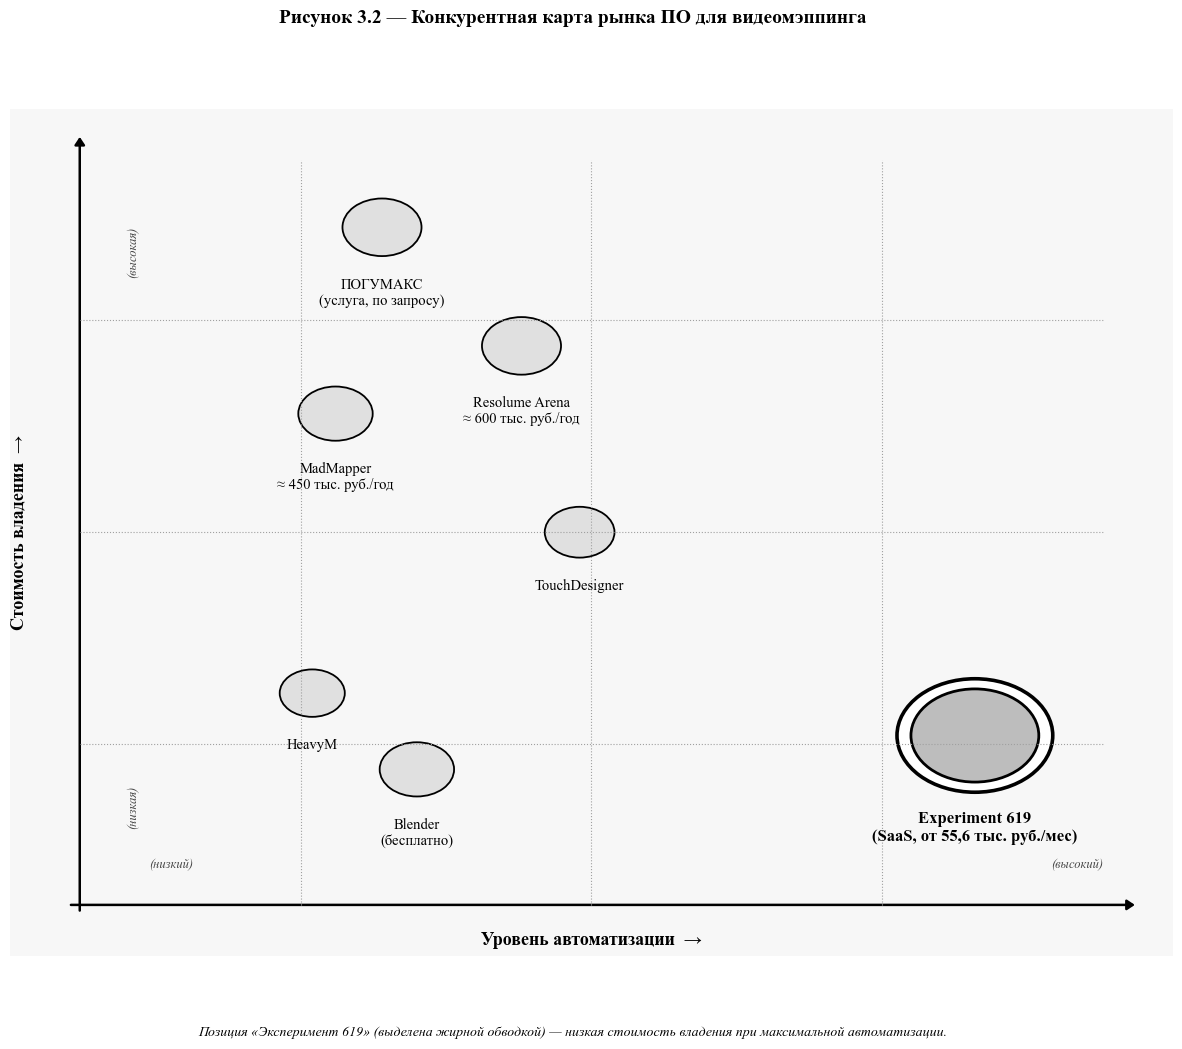 Рисунок 3.2 — Конкурентная карта рынка ПО для видеомэппинга
(высокая)
ПОГУМАКС
(услуга, по запросу)
Resolume Arena
≈ 600 тыс. руб./год
MadMapper
≈ 450 тыс. руб./год
Стоимость владения →
TouchDesigner
HeavyM
Blender
(бесплатно)
Experiment 619
(SaaS, от 55,6 тыс. руб./мес)
(низкая)
(низкий)
(высокий)
Уровень автоматизации →
Позиция «Эксперимент 619» (выделена жирной обводкой) — низкая стоимость владения при максимальной автоматизации.